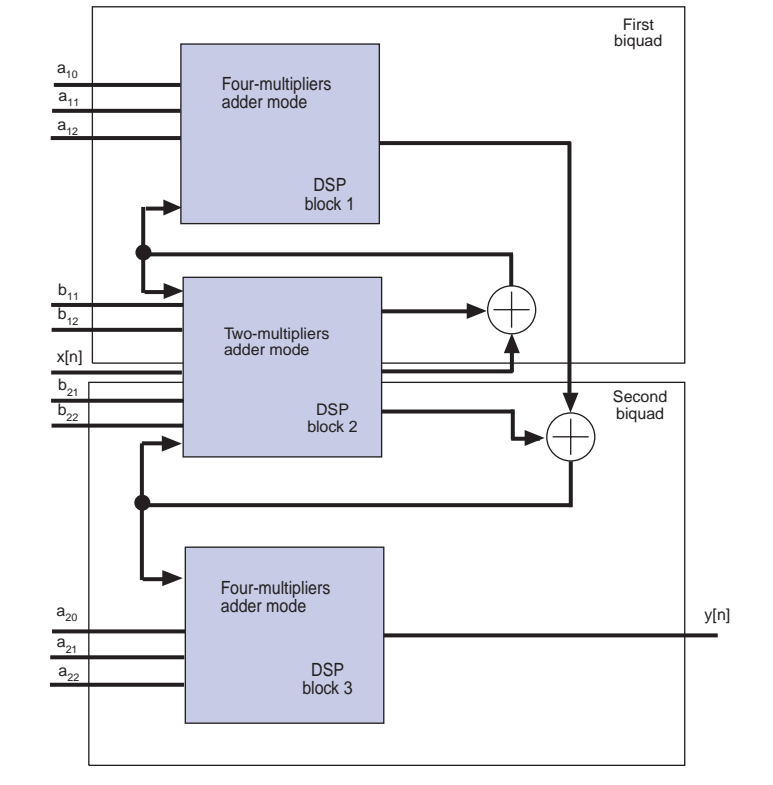 First
biquad
a10
a11
a12
Four-multipliers
adder mode
DSP
block 1
b11
b12
x[n]
b21
b22
Two-multipliers
adder mode
DSP
block 2
Second
biquad
Four-multipliers
adder mode
a20
a21
a22
DSP
block 3
y[n]